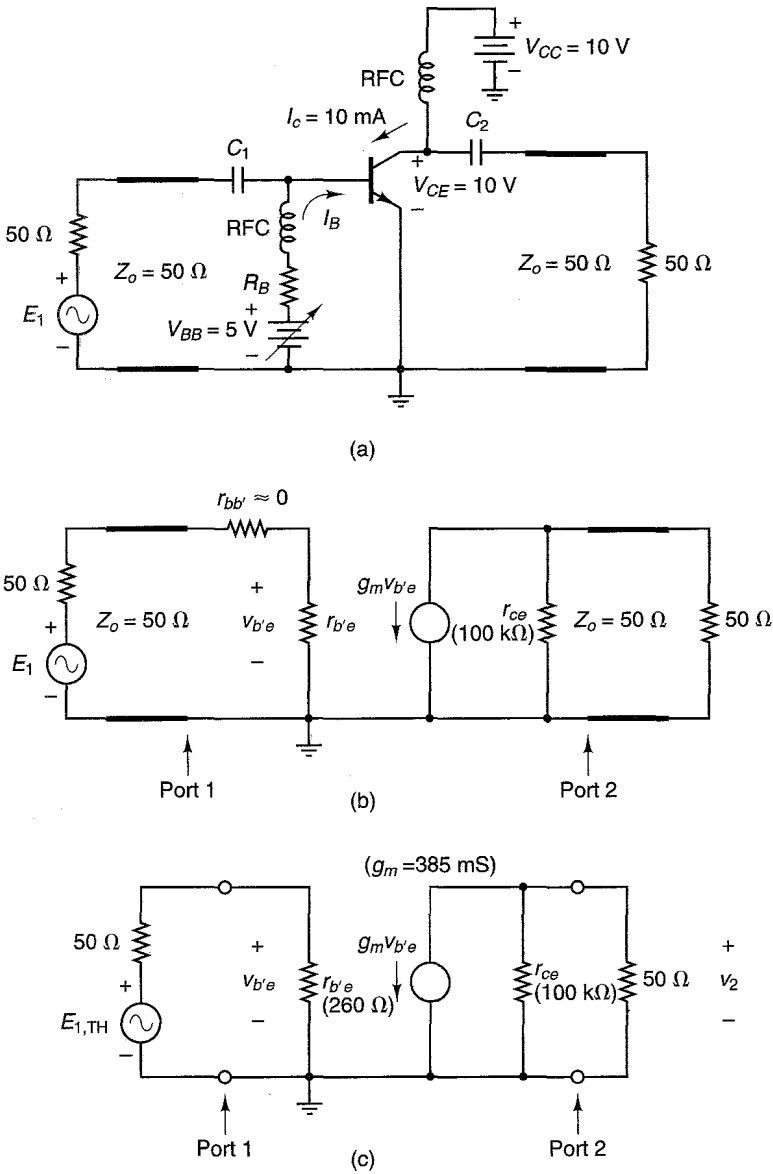 +
V_CC = 10 V
−
RFC
I_c = 10 mA
C_1
C_2
+
V_CE = 10 V
−
50 Ω
RFC
I_B
Z_o = 50 Ω
R_B
Z_o = 50 Ω
50 Ω
+
E_1
−
+
V_BB = 5 V
−
(a)
r_bb' ≈ 0
50 Ω
+
g_m v_b'e
r_ce
(100 kΩ)
Z_o = 50 Ω
50 Ω
Z_o = 50 Ω
v_b'e
r_b'e
+
E_1
−
−
Port 1
(b)
Port 2
(g_m =385 mS)
50 Ω
+
g_m v_b'e
+
+
v_b'e
r_b'e
(260 Ω)
r_ce
(100 kΩ)
50 Ω
v_2
E_1,TH
−
−
−
Port 1
(c)
Port 2